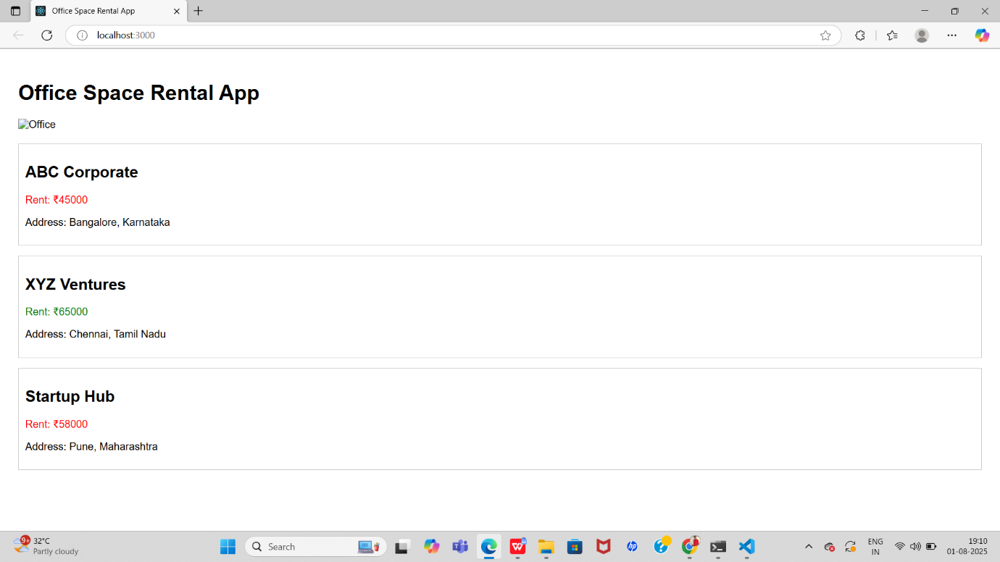 Office Space Rental App
localhost:3000
Office Space Rental App
Office
ABC Corporate
Rent: ₹45000
Address: Bangalore, Karnataka
XYZ Ventures
Rent: ₹65000
Address: Chennai, Tamil Nadu
Startup Hub
Rent: ₹58000
Address: Pune, Maharashtra
9+
32°C
Partly cloudy
Search
hp
ENG
IN
19:10
01-08-2025